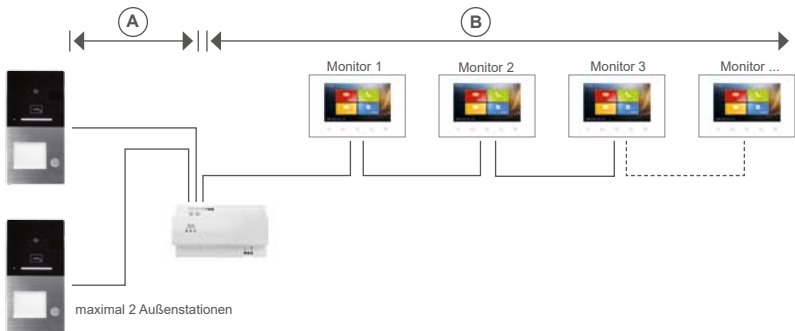 A
B
Monitor 1
Monitor 2
Monitor 3
Monitor ...
maximal 2 Außenstationen